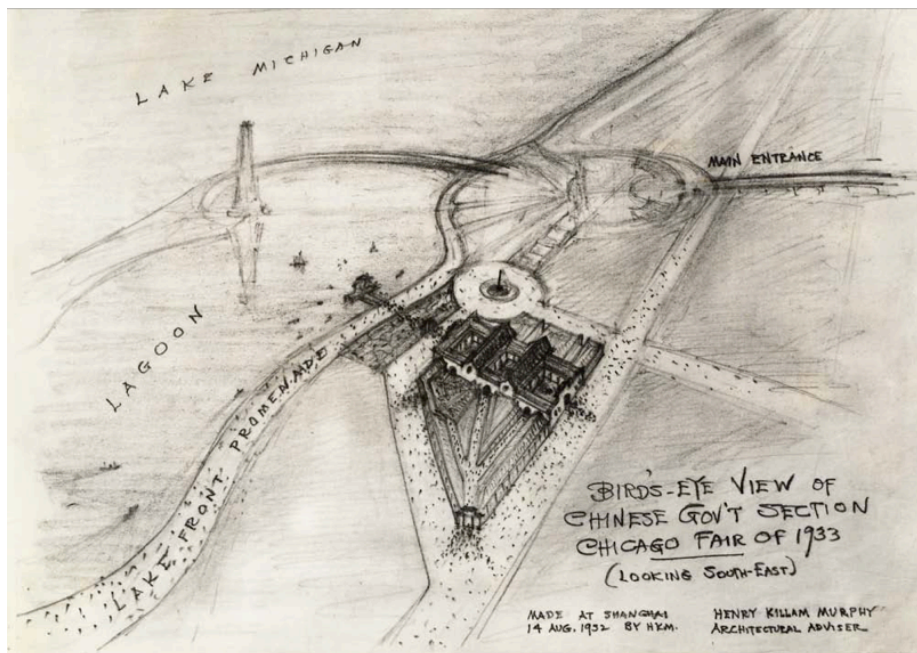 LAKE MICHIGAN
MAIN ENTRANCE
LAGOON
LAKE FRONT PROMENADE
BIRD'S-EYE VIEW OF
CHINESE GOV'T SECTION
CHICAGO FAIR OF 1933
(LOOKING SOUTH-EAST)
MADE AT SHANGHAI
14 AUG. 1932 BY HKM.
HENRY KILLAM MURPHY
ARCHITECTURAL ADVISER